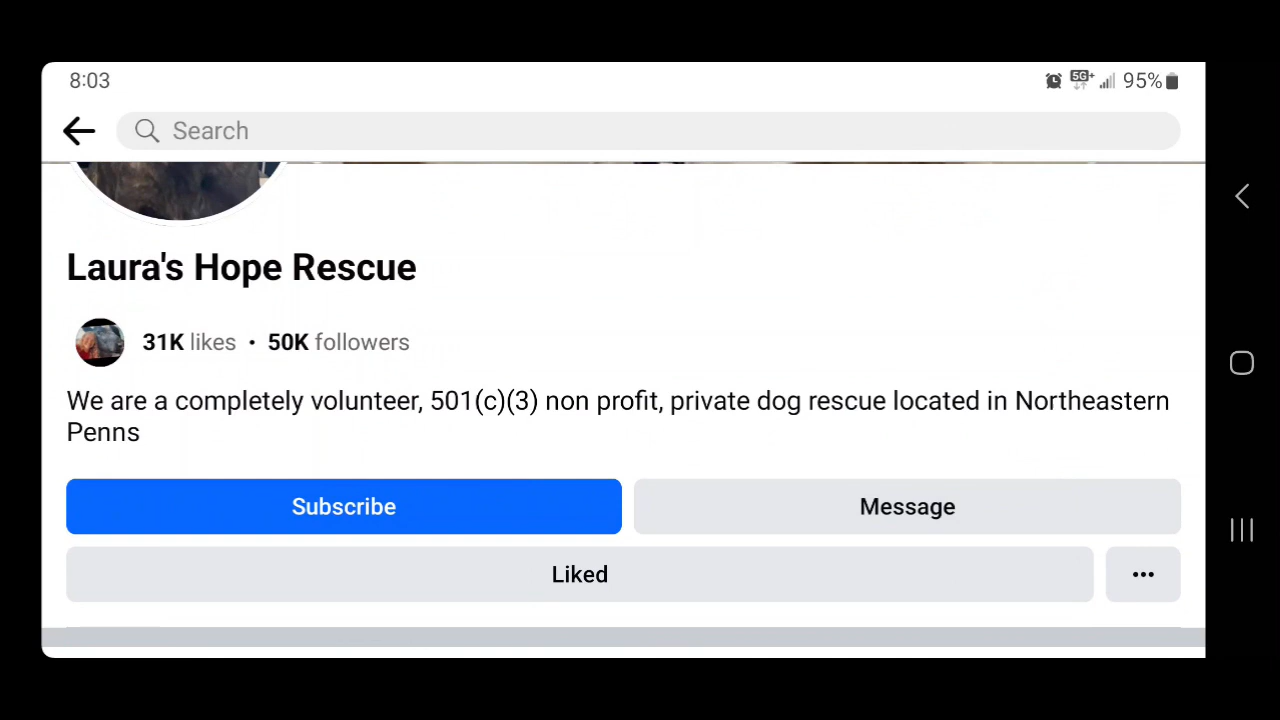 8:03
5G+ 95%
Search
Laura's Hope Rescue
31K likes • 50K followers
We are a completely volunteer, 501(c)(3) non profit, private dog rescue located in Northeastern
Penns
Subscribe
Message
Liked